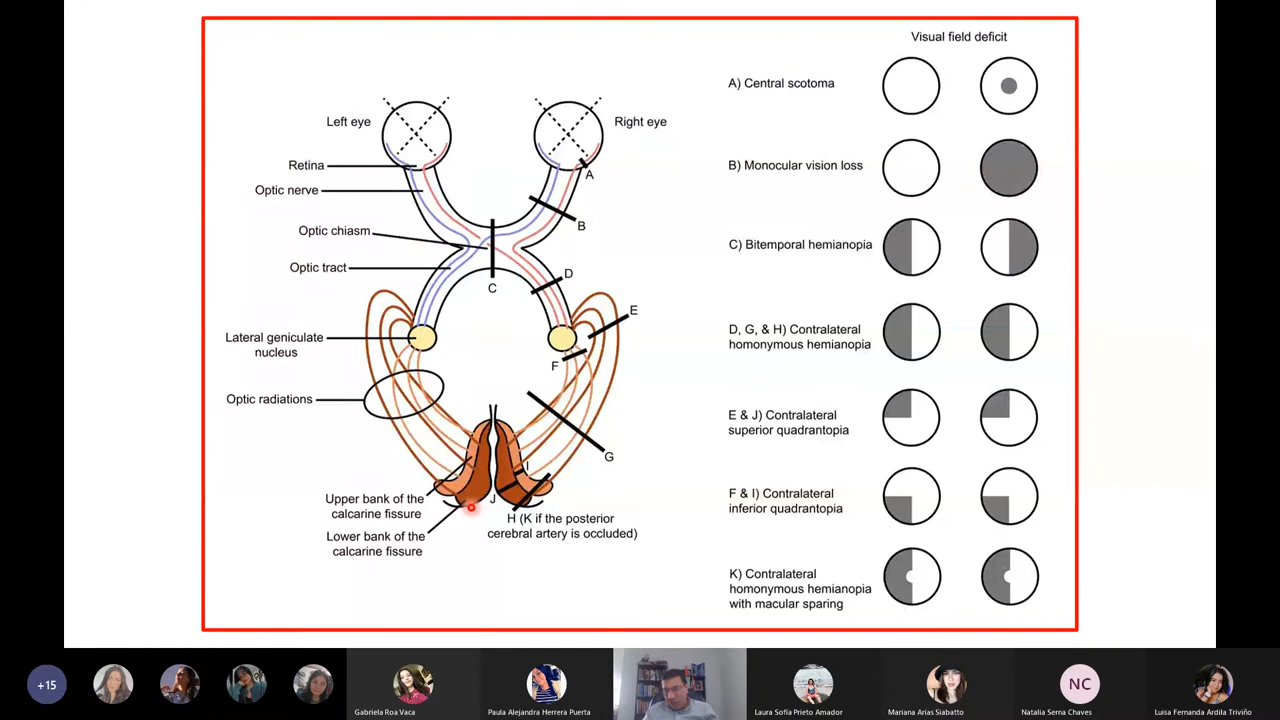 Visual field deficit
Left eye
Right eye
Retina
Optic nerve
Optic chiasm
Optic tract
Lateral geniculate
nucleus
Optic radiations
Upper bank of the
calcarine fissure
Lower bank of the
calcarine fissure
A
B
C
D
E
F
G
I
J
H (K if the posterior
cerebral artery is occluded)
A) Central scotoma
B) Monocular vision loss
C) Bitemporal hemianopia
D, G, & H) Contralateral
homonymous hemianopia
E & J) Contralateral
superior quadrantopia
F & I) Contralateral
inferior quadrantopia
K) Contralateral
homonymous hemianopia
with macular sparing
+15
Gabriela Roa Vaca
Paula Alejandra Herrera Puerta
Laura Sofía Prieto Amador
Mariana Arias Siabatto
NC
Natalia Serna Chaves
Luisa Fernanda Ardila Triviño